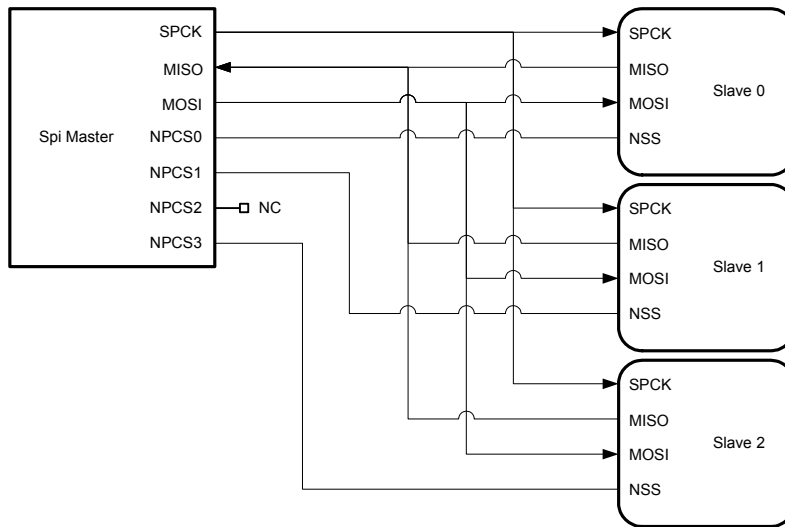 Spi Master
SPCK
MISO
MOSI
NPCS0
NPCS1
NPCS2
NPCS3
NC
SPCK
MISO
MOSI
NSS
Slave 0
SPCK
MISO
MOSI
NSS
Slave 1
SPCK
MISO
MOSI
NSS
Slave 2